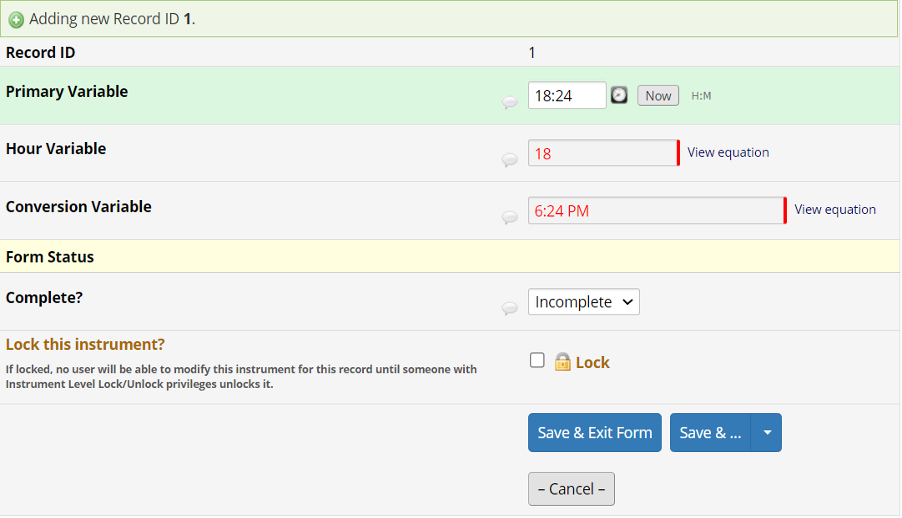 Adding new Record ID 1.
Record ID 1
Primary Variable 18:24 Now H:M
Hour Variable 18 View equation
Conversion Variable 6:24 PM View equation
Form Status
Complete? Incomplete
Lock this instrument?
If locked, no user will be able to modify this instrument for this record until someone with
Instrument Level Lock/Unlock privileges unlocks it.
Lock
Save & Exit Form Save & ...
– Cancel –